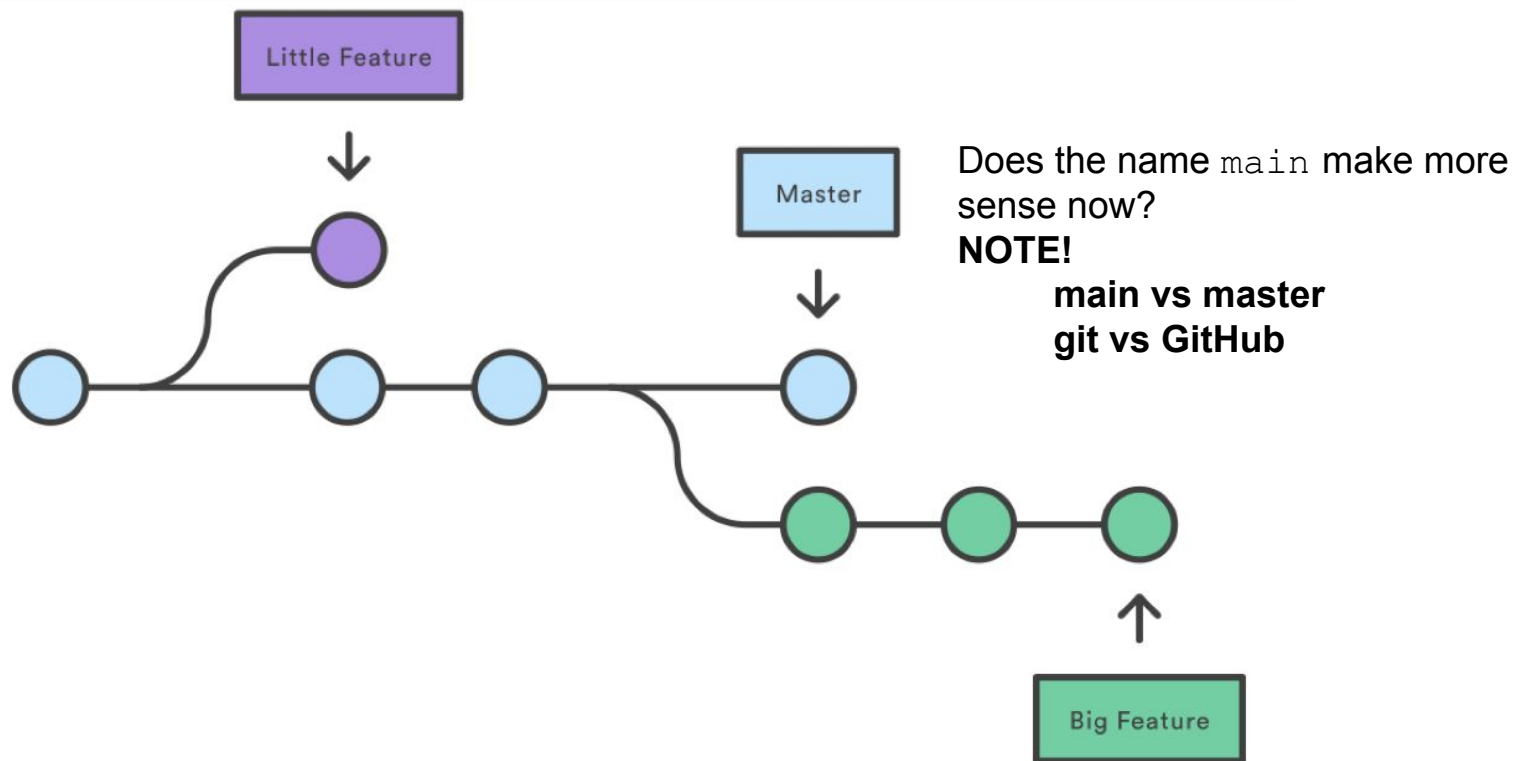 Little Feature
Master
Does the name main make more
sense now?
NOTE!
main vs master
git vs GitHub
Big Feature